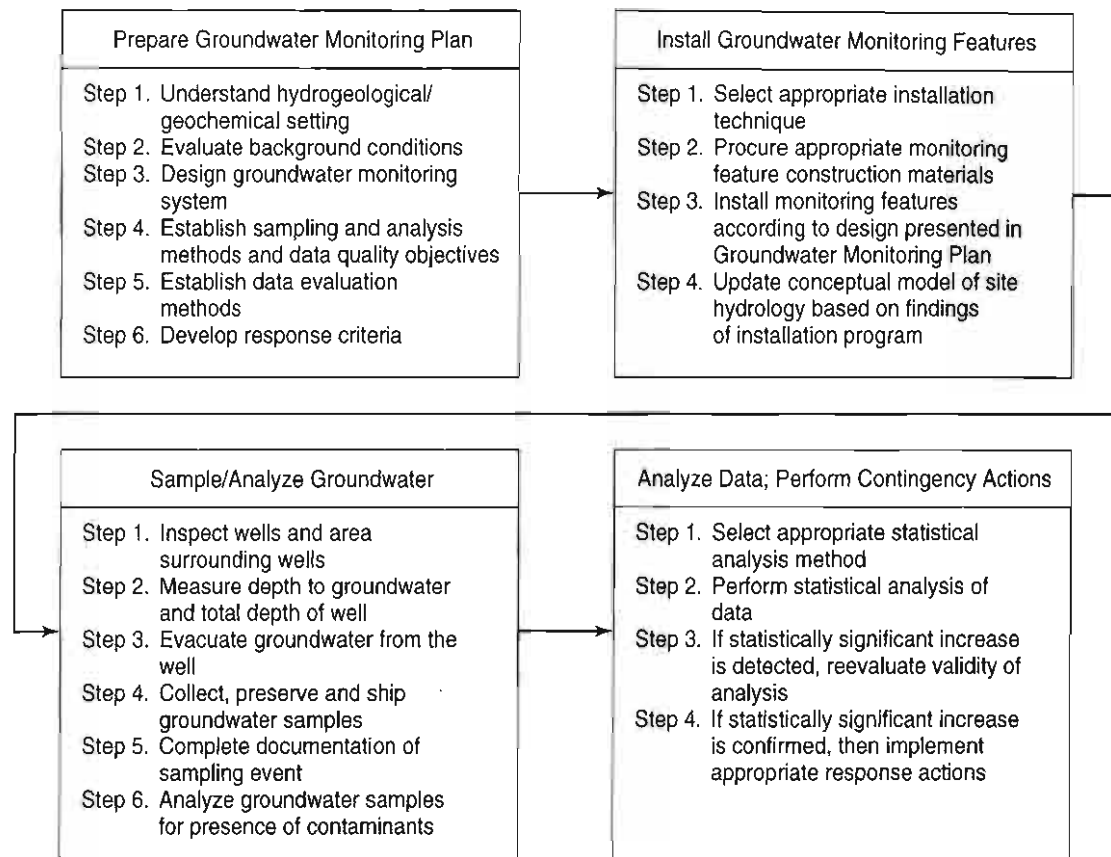 Prepare Groundwater Monitoring Plan
Step 1. Understand hydrogeological/
geochemical setting
Step 2. Evaluate background conditions
Step 3. Design groundwater monitoring
system
Step 4. Establish sampling and analysis
methods and data quality objectives
Step 5. Establish data evaluation
methods
Step 6. Develop response criteria
Install Groundwater Monitoring Features
Step 1. Select appropriate installation
technique
Step 2. Procure appropriate monitoring
feature construction materials
Step 3. Install monitoring features
according to design presented in
Groundwater Monitoring Plan
Step 4. Update conceptual model of site
hydrology based on findings
of installation program
Sample/Analyze Groundwater
Step 1. Inspect wells and area
surrounding wells
Step 2. Measure depth to groundwater
and total depth of well
Step 3. Evacuate groundwater from the
well
Step 4. Collect, preserve and ship
groundwater samples
Step 5. Complete documentation of
sampling event
Step 6. Analyze groundwater samples
for presence of contaminants
Analyze Data; Perform Contingency Actions
Step 1. Select appropriate statistical
analysis method
Step 2. Perform statistical analysis of
data
Step 3. If statistically significant increase
is detected, reevaluate validity of
analysis
Step 4. If statistically significant increase
is confirmed, then implement
appropriate response actions